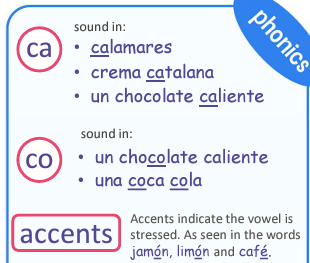 phonics
ca
sound in:
• calamares
• crema catalana
• un chocolate caliente
co
sound in:
• un chocolate caliente
• una coca cola
accents
Accents indicate the vowel is
stressed. As seen in the words
jamón, limón and café.